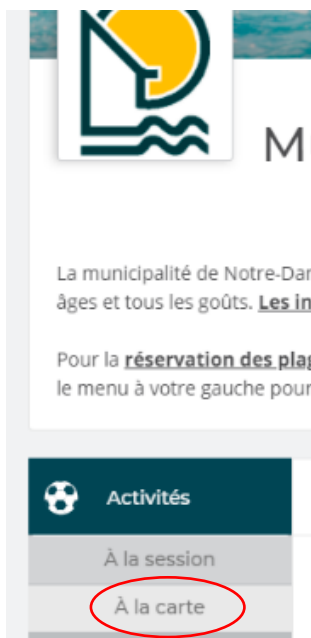 La municipalité de Notre-Dar
âges et tous les goûts. Les in
Pour la réservation des plag
le menu à votre gauche pour
Activités
À la session
À la carte